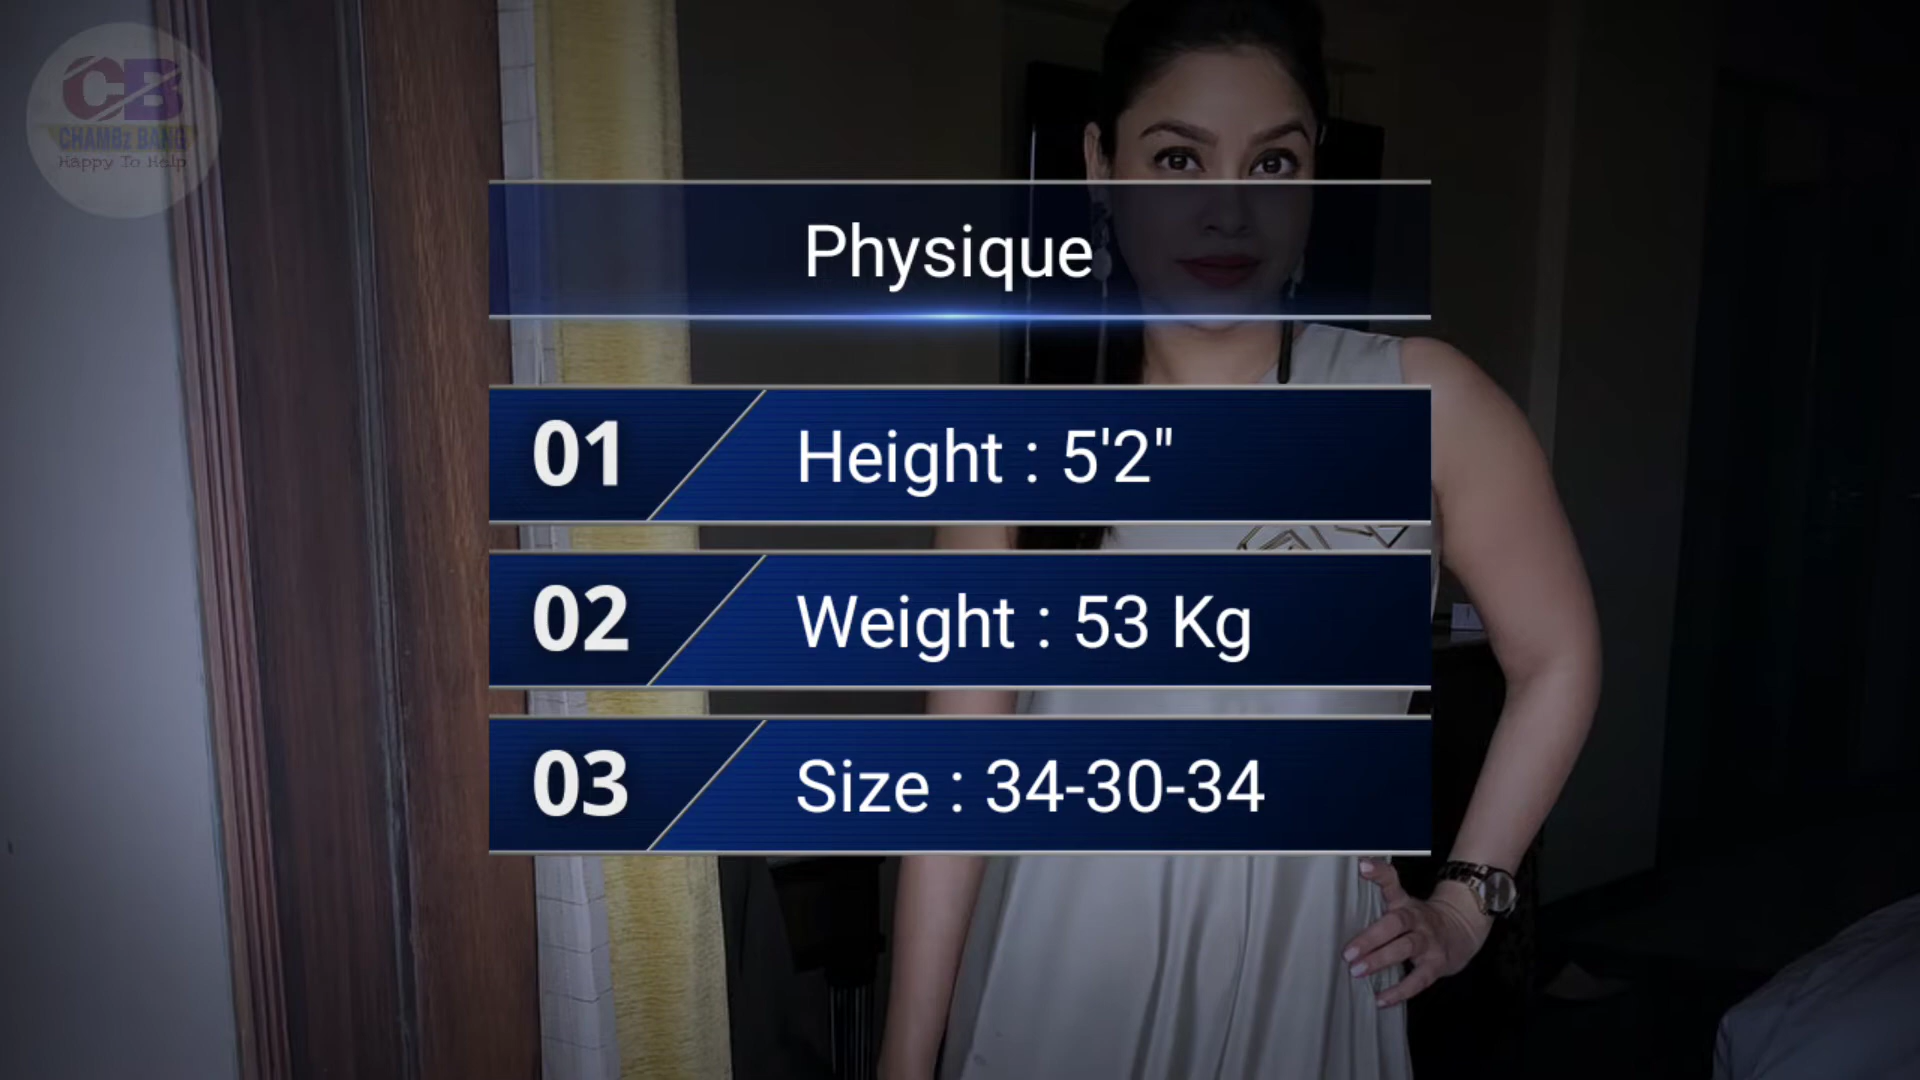 CB
CHAMBz BANG
Happy To Help
Physique
01 Height : 5'2"
02 Weight : 53 Kg
03 Size : 34-30-34